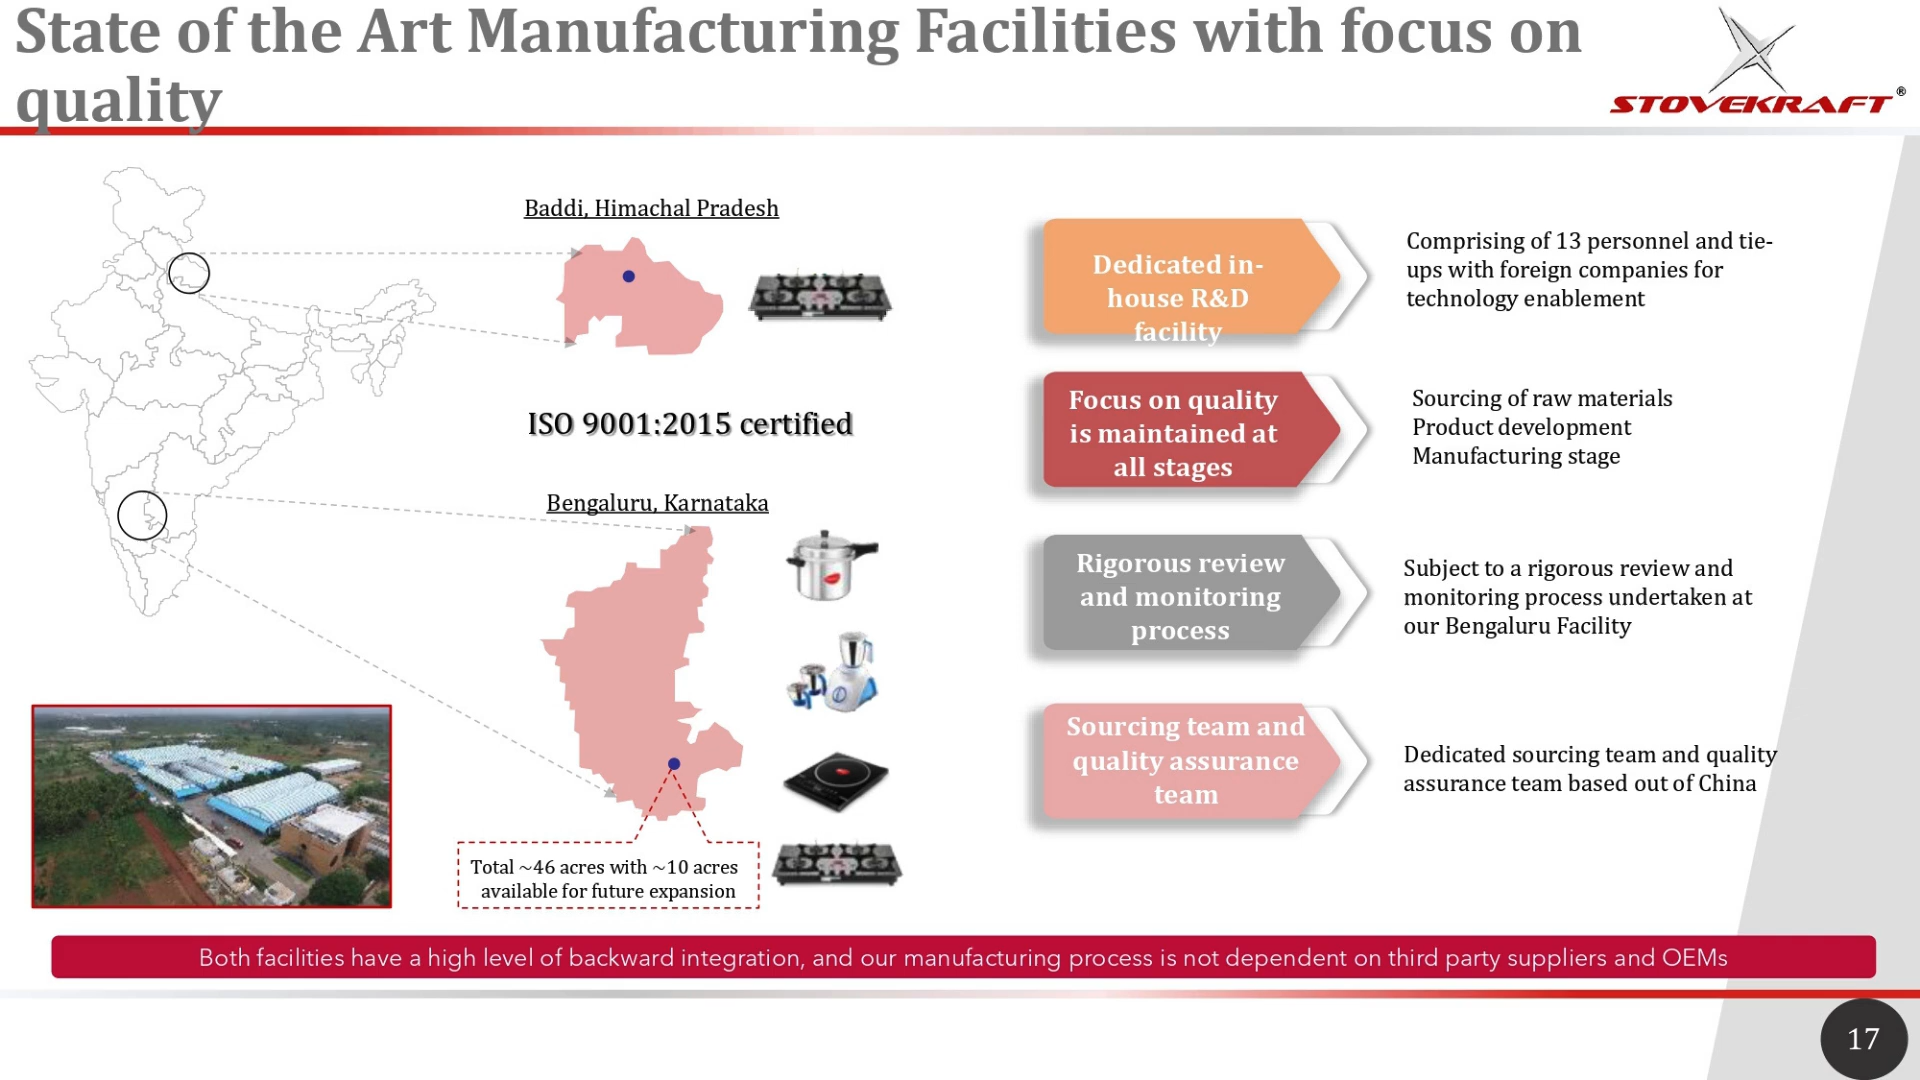 State of the Art Manufacturing Facilities with focus on
quality
STOVEKRAFT®
Baddi, Himachal Pradesh
ISO 9001:2015 certified
Bengaluru, Karnataka
Total ~46 acres with ~10 acres
available for future expansion
Dedicated in-
house R&D
facility
Comprising of 13 personnel and tie-
ups with foreign companies for
technology enablement
Focus on quality
is maintained at
all stages
Sourcing of raw materials
Product development
Manufacturing stage
Rigorous review
and monitoring
process
Subject to a rigorous review and
monitoring process undertaken at
our Bengaluru Facility
Sourcing team and
quality assurance
team
Dedicated sourcing team and quality
assurance team based out of China
Both facilities have a high level of backward integration, and our manufacturing process is not dependent on third party suppliers and OEMs
17